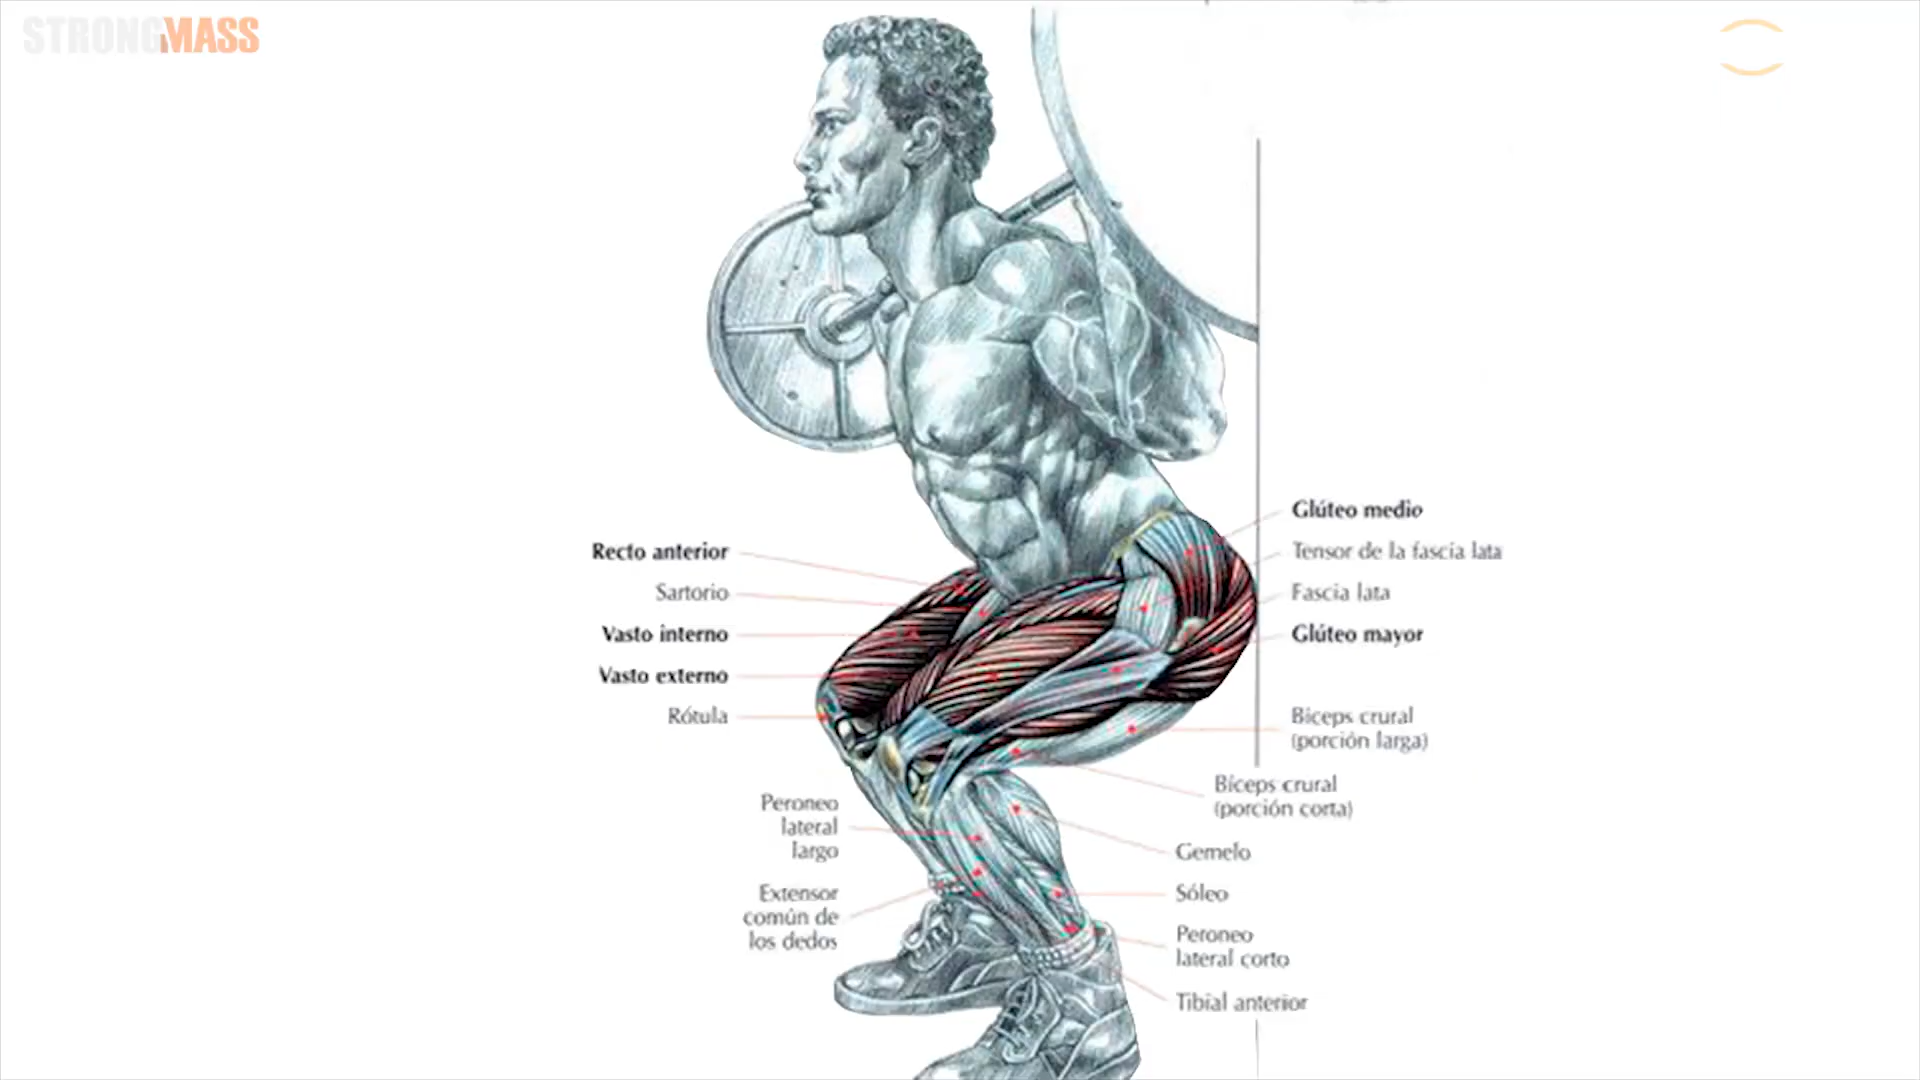 STRONGMASS
Recto anterior
Sartorio
Vasto interno
Vasto externo
Rótula
Peroneo
lateral
largo
Extensor
común de
los dedos
Glúteo medio
Tensor de la fascia lata
Fascia lata
Glúteo mayor
Bíceps crural
(porción larga)
Bíceps crural
(porción corta)
Gemelo
Sóleo
Peroneo
lateral corto
Tibial anterior